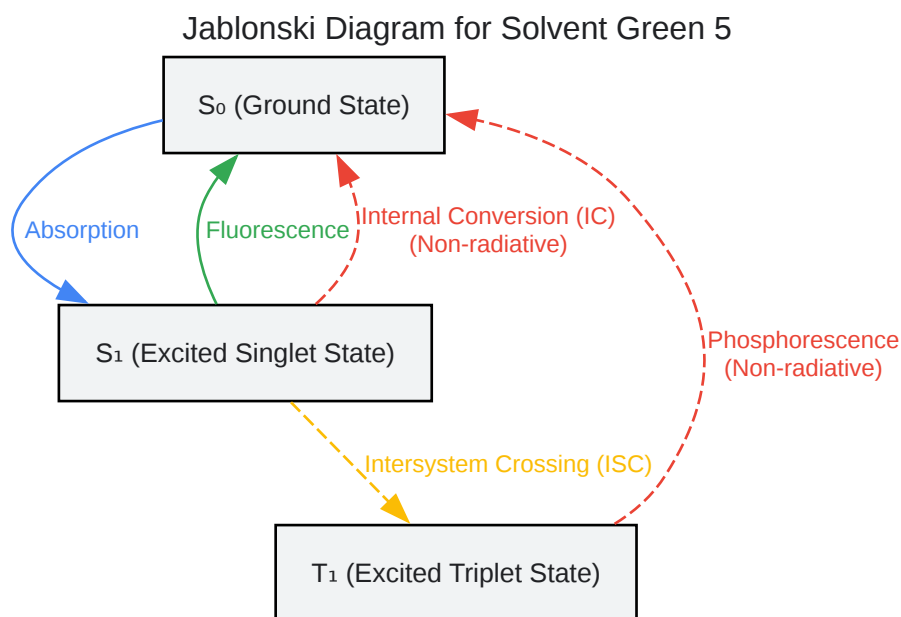 Jablonski Diagram for Solvent Green 5
S₀ (Ground State)
Absorption
Fluorescence
Internal Conversion (IC)
(Non-radiative)
S₁ (Excited Singlet State)
Phosphorescence
(Non-radiative)
Intersystem Crossing (ISC)
T₁ (Excited Triplet State)